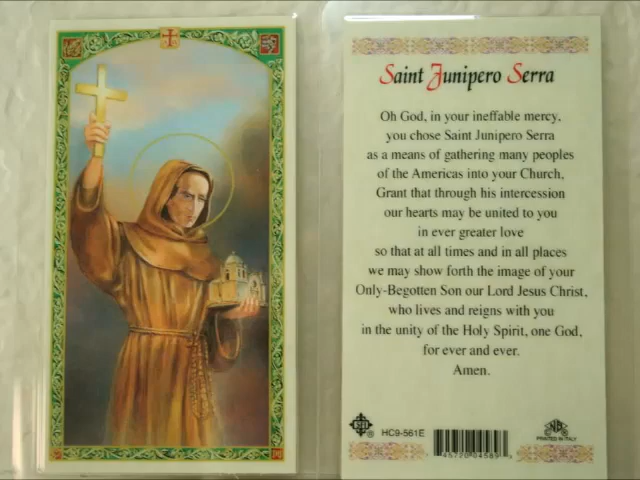 Saint Junipero Serra
Oh God, in your ineffable mercy,
you chose Saint Junipero Serra
as a means of gathering many peoples
of the Americas into your Church,
Grant that through his intercession
our hearts may be united to you
in ever greater love
so that at all times and in all places
we may show forth the image of your
Only-Begotten Son our Lord Jesus Christ,
who lives and reigns with you
in the unity of the Holy Spirit, one God,
for ever and ever.
Amen.
® HC9-561E
PRINTED IN ITALY